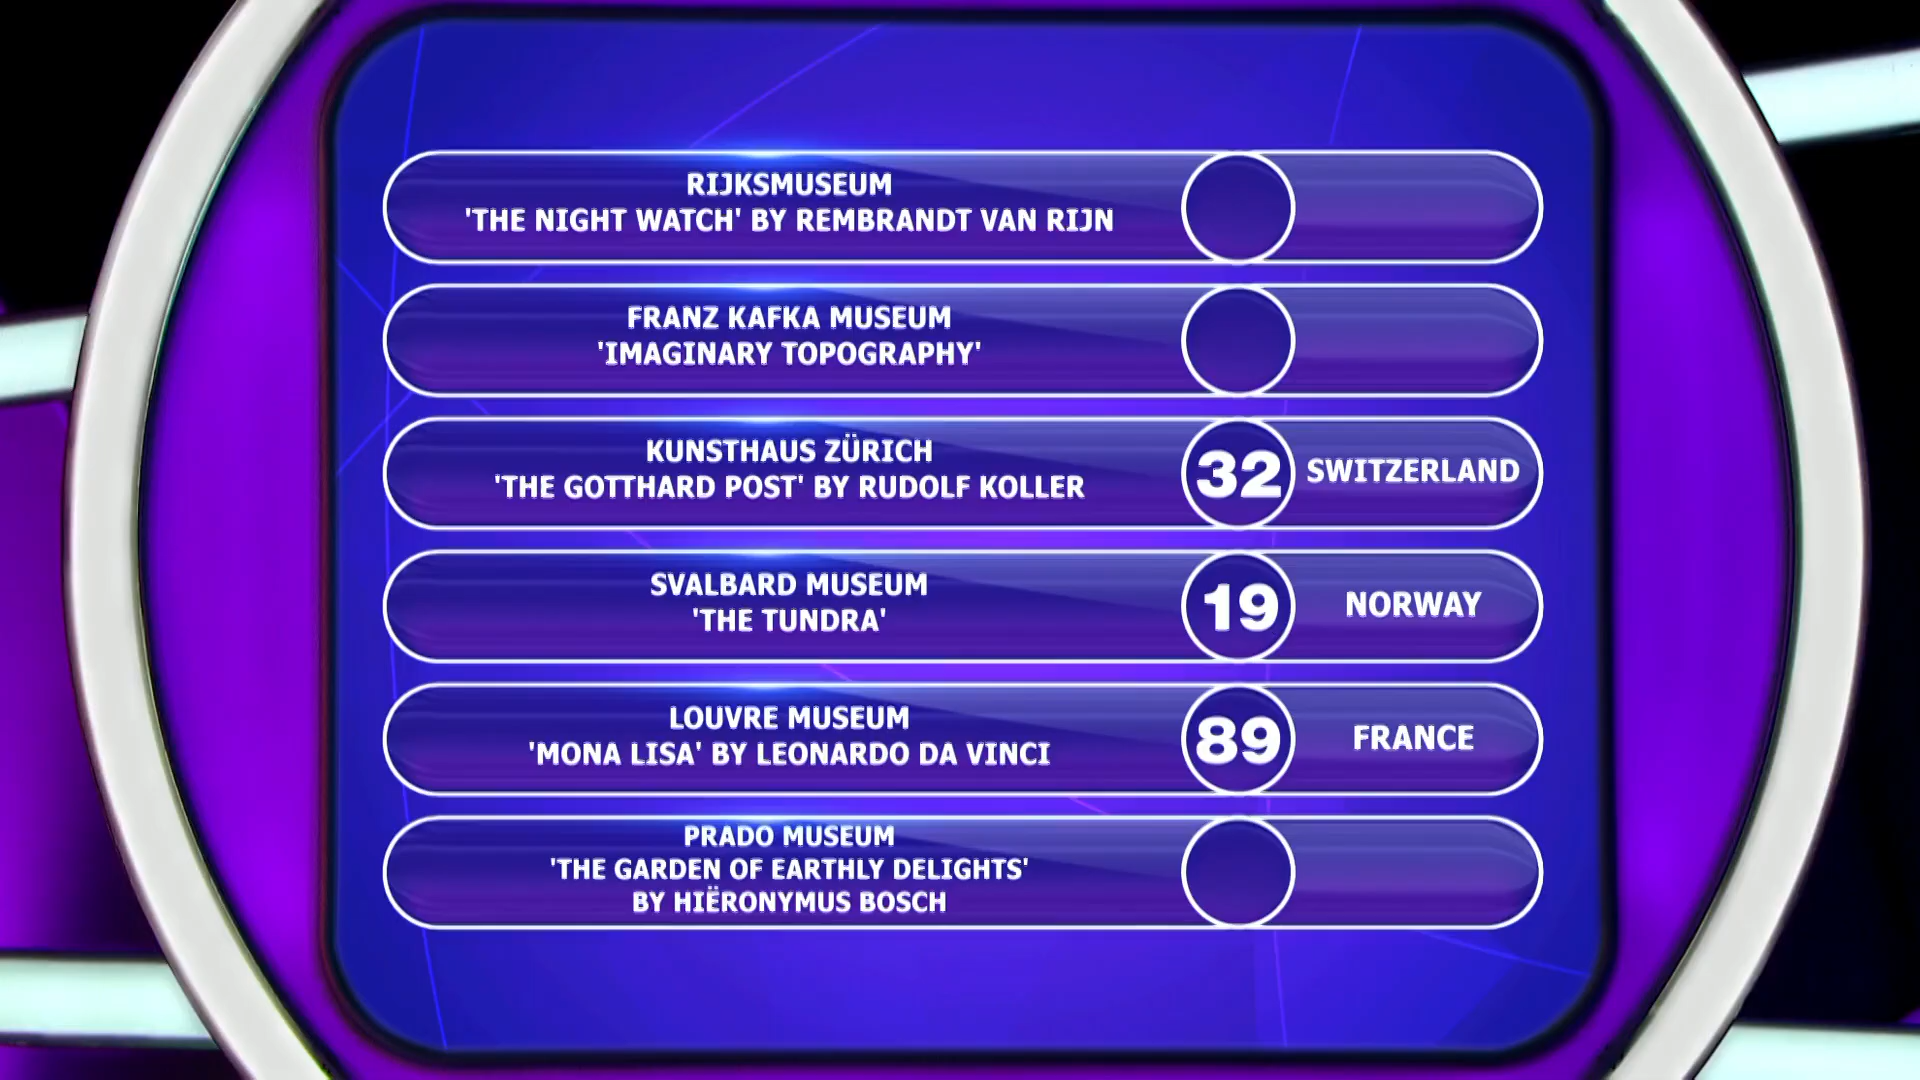 RIJKSMUSEUM
'THE NIGHT WATCH' BY REMBRANDT VAN RIJN
FRANZ KAFKA MUSEUM
'IMAGINARY TOPOGRAPHY'
KUNSTHAUS ZÜRICH
'THE GOTTHARD POST' BY RUDOLF KOLLER
32 SWITZERLAND
SVALBARD MUSEUM
'THE TUNDRA'
19 NORWAY
LOUVRE MUSEUM
'MONA LISA' BY LEONARDO DA VINCI
89 FRANCE
PRADO MUSEUM
'THE GARDEN OF EARTHLY DELIGHTS'
BY HIËRONYMUS BOSCH